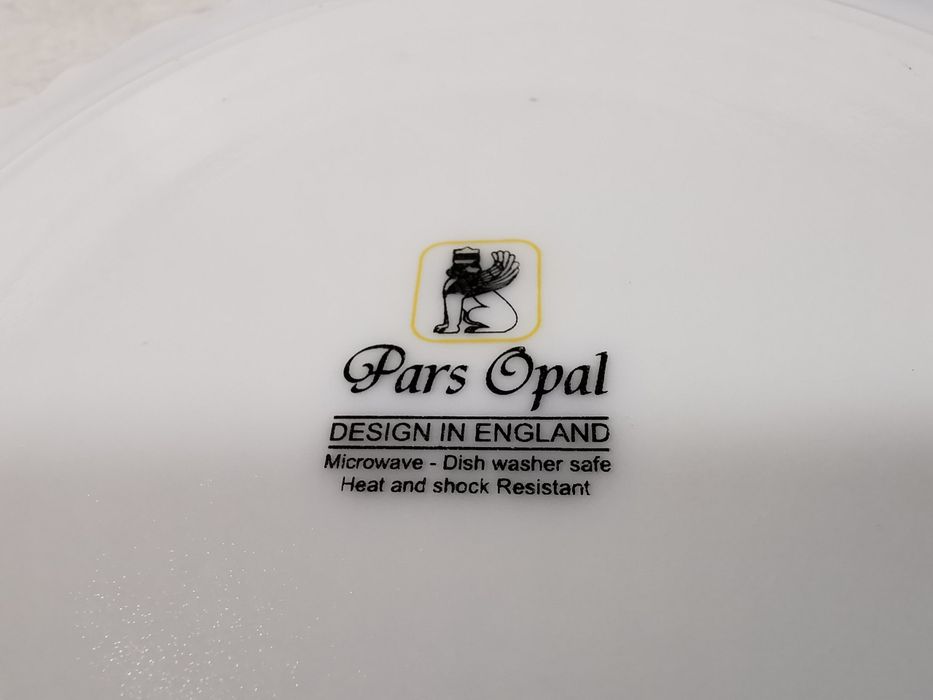 Pars Opal
DESIGN IN ENGLAND
Microwave - Dish washer safe
Heat and shock Resistant